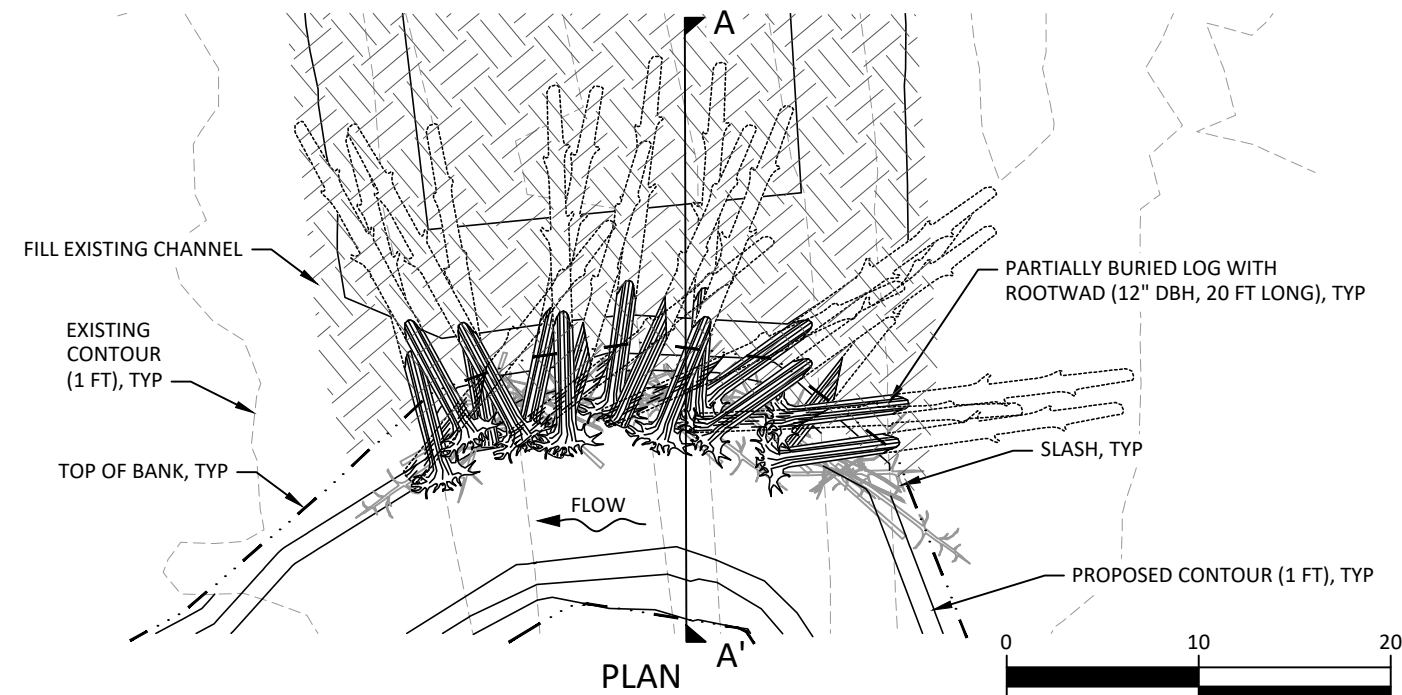 A
FILL EXISTING CHANNEL
PARTIALLY BURIED LOG WITH
ROOTWAD (12" DBH, 20 FT LONG), TYP
EXISTING
CONTOUR
(1 FT), TYP
SLASH, TYP
TOP OF BANK, TYP
FLOW
PROPOSED CONTOUR (1 FT), TYP
A'
PLAN
0 10 20